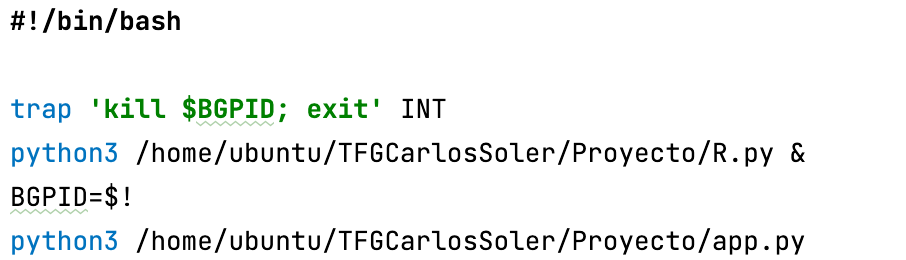 #!/bin/bash
trap 'kill $BGPID; exit' INT
python3 /home/ubuntu/TFGCarlosSoler/Proyecto/R.py &
BGPID=$!
python3 /home/ubuntu/TFGCarlosSoler/Proyecto/app.py